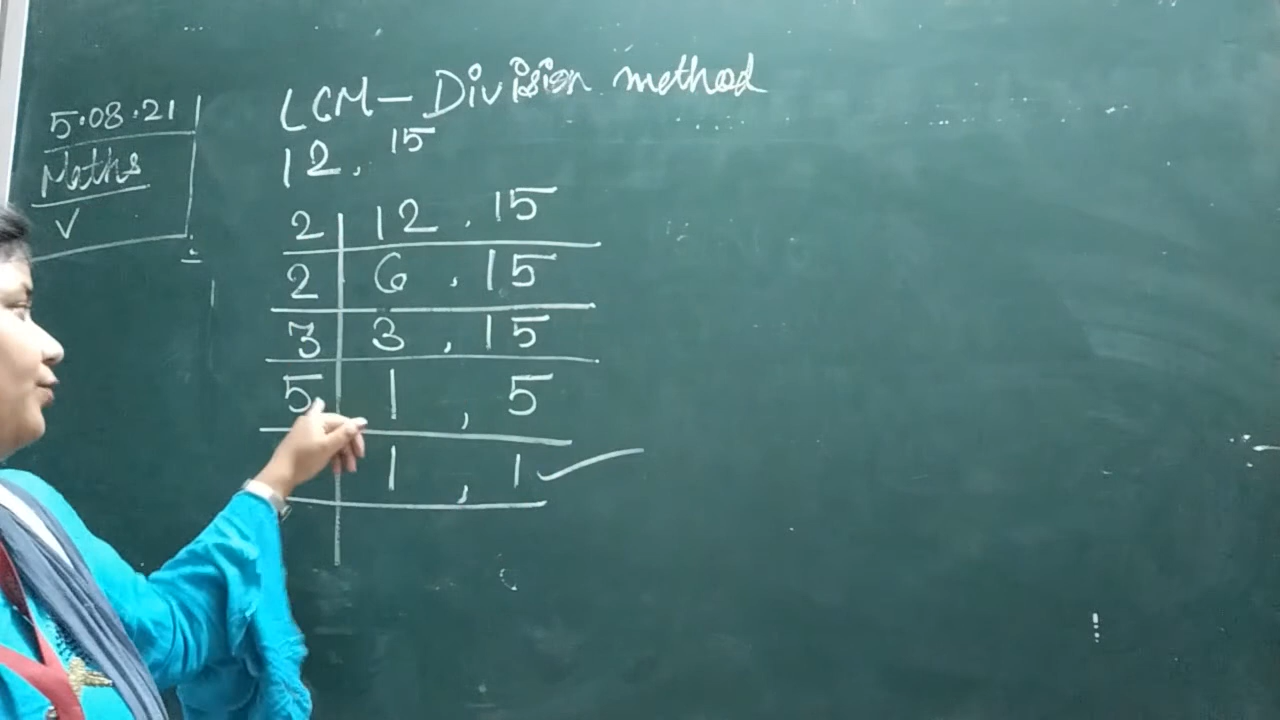 5.08.21
Maths
V
LCM - Division method
12, 15
2 | 12, 15
2 | 6, 15
3 | 3, 15
5 | 1, 5
1, 1 ✓